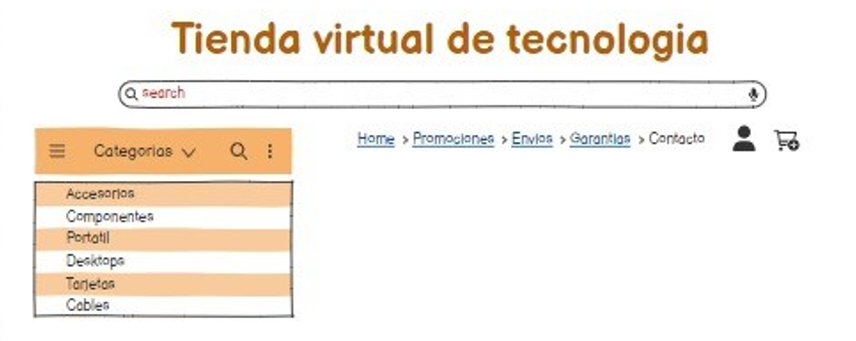 Tienda virtual de tecnologia
search
Categorias
Home > Promociones > Envios > Garantias > Contacto
Accesorios
Componentes
Portatil
Desktops
Tarjetas
Cables